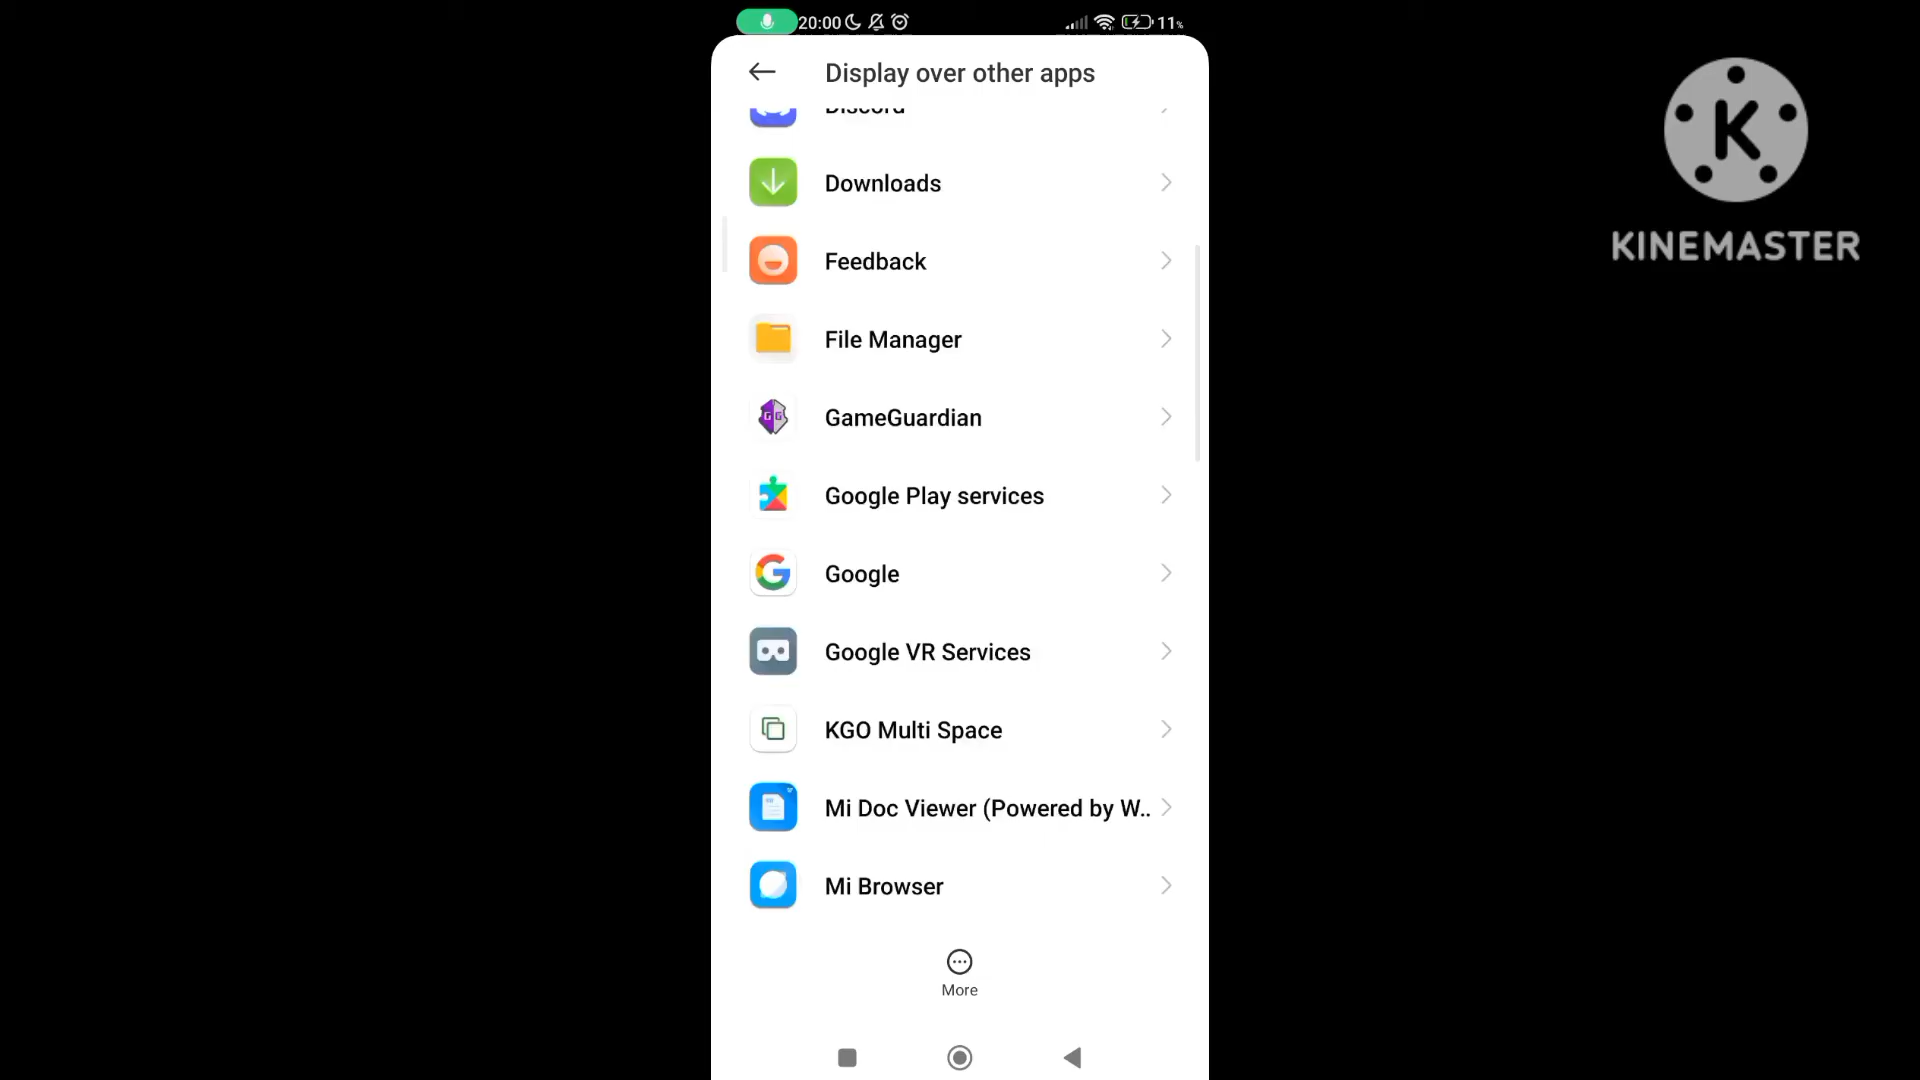 20:00 11%
Display over other apps
Discord
Downloads
Feedback
File Manager
GameGuardian
Google Play services
Google
Google VR Services
KGO Multi Space
Mi Doc Viewer (Powered by W..
Mi Browser
More
K
KINEMASTER